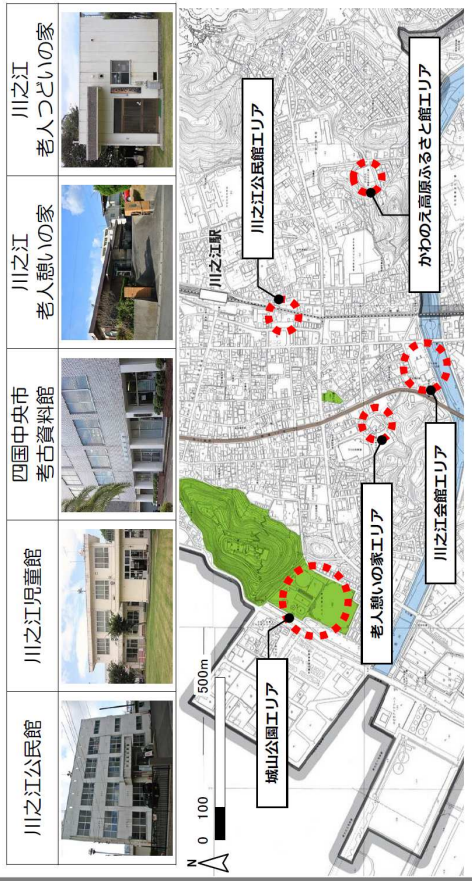 川之江公民館
川之江児童館
四国中央市
考古資料館
川之江
老人憩いの家
川之江
老人つどいの家
N
0 100 500m
城山公園エリア
老人憩いの家エリア
川之江会館エリア
川之江駅
川之江公民館エリア
かわのえ高原ふるさと館エリア